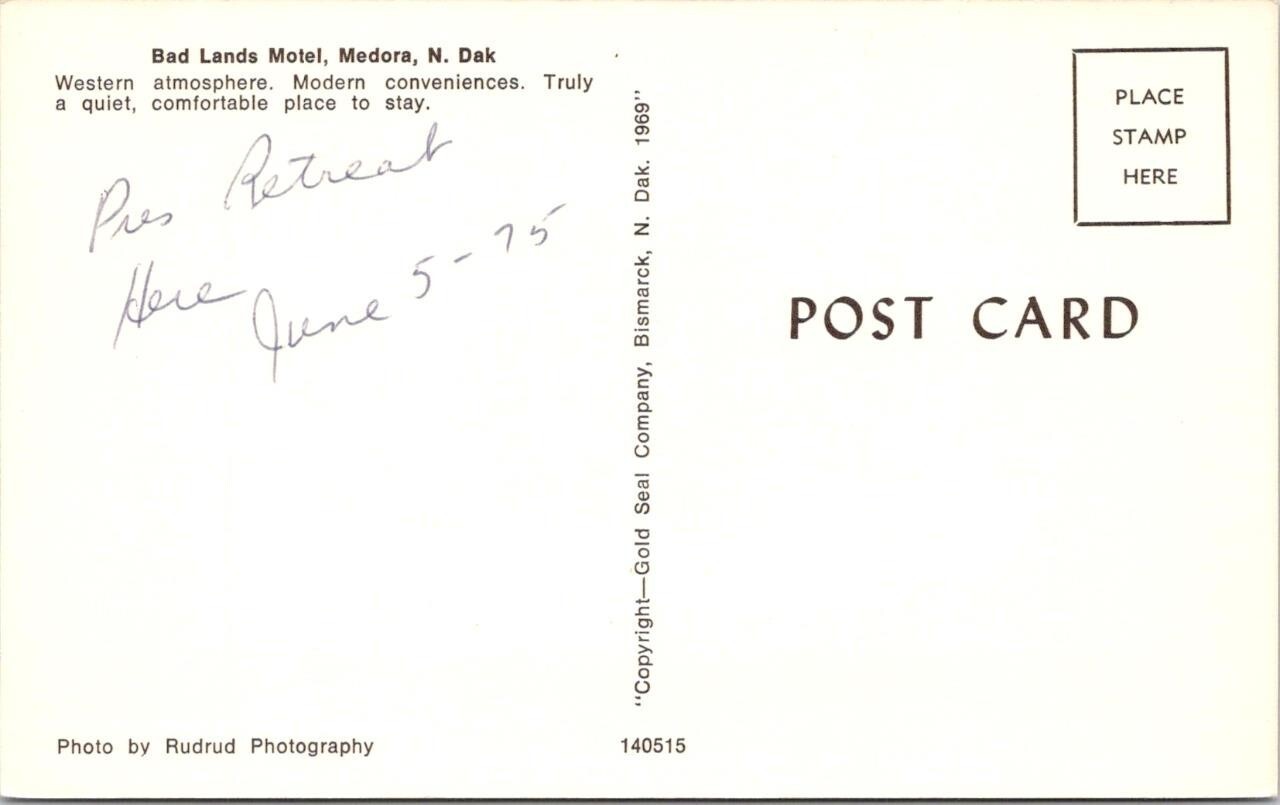 Bad Lands Motel, Medora, N. Dak
Western atmosphere. Modern conveniences. Truly
a quiet, comfortable place to stay.
Pres Retreat
Here June 5-75
Photo by Rudrud Photography
"Copyright—Gold Seal Company, Bismarck, N. Dak. 1969"
140515
PLACE
STAMP
HERE
POST CARD